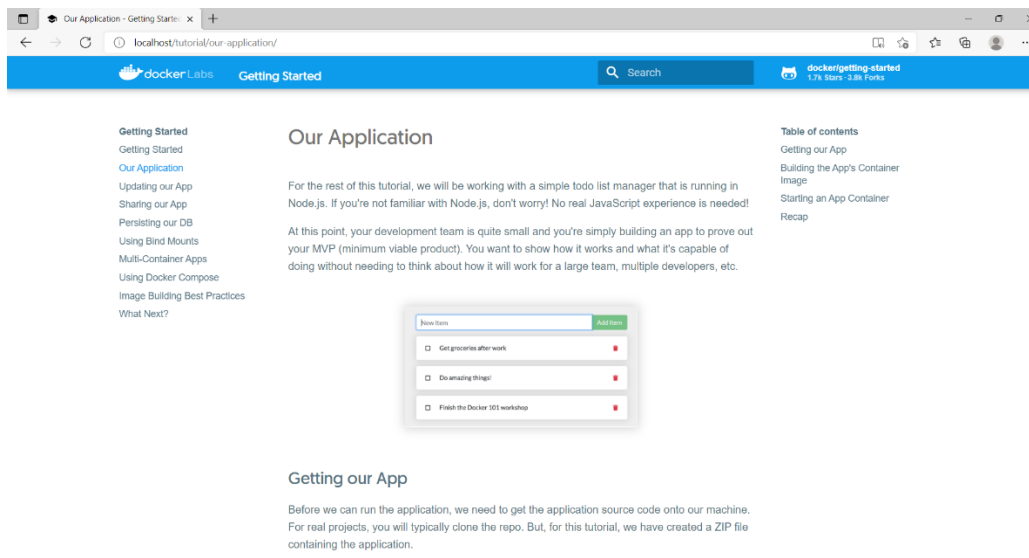 Our Application - Getting Starte
localhost/tutorial/our-application/
dockerLabs
Getting Started
Search
docker/getting-started
1.7k Stars · 3.8k Forks
Getting Started
Getting Started
Our Application
Updating our App
Sharing our App
Persisting our DB
Using Bind Mounts
Multi-Container Apps
Using Docker Compose
Image Building Best Practices
What Next?
Our Application
For the rest of this tutorial, we will be working with a simple todo list manager that is running in
Node.js. If you're not familiar with Node.js, don't worry! No real JavaScript experience is needed!
At this point, your development team is quite small and you're simply building an app to prove out
your MVP (minimum viable product). You want to show how it works and what it's capable of
doing without needing to think about how it will work for a large team, multiple developers, etc.
New Item
Add Item
Get groceries after work
Do amazing things!
Finish the Docker 101 workshop
Getting our App
Before we can run the application, we need to get the application source code onto our machine.
For real projects, you will typically clone the repo. But, for this tutorial, we have created a ZIP file
containing the application.
Table of contents
Getting our App
Building the App's Container
Image
Starting an App Container
Recap